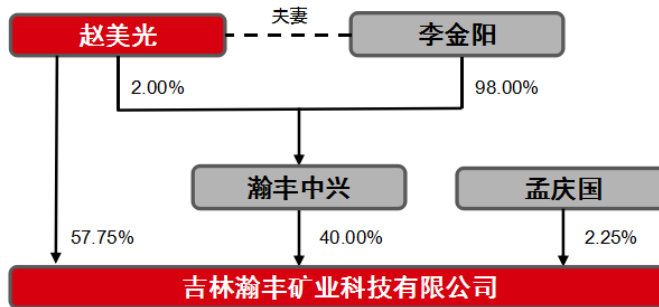 夫妻
赵美光
李金阳
2.00%
98.00%
瀚丰中兴
孟庆国
57.75%
40.00%
2.25%
吉林瀚丰矿业科技有限公司